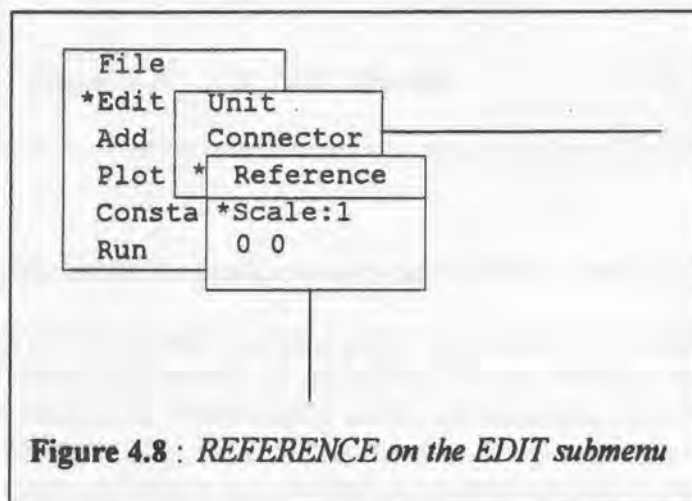 File
*Edit Unit
Add Connector
Plot * Reference
Consta *Scale:1
0 0
Run
Figure 4.8 : REFERENCE on the EDIT submenu